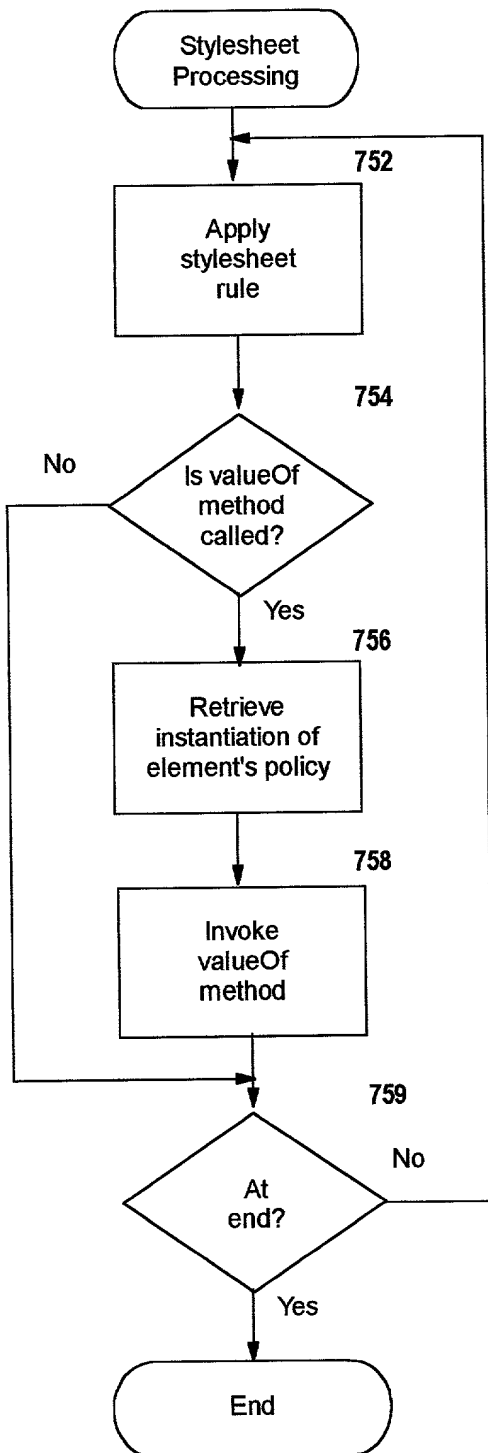 Stylesheet
Processing
752
Apply
stylesheet
rule
754
No
Is valueOf
method
called?
Yes
756
Retrieve
instantiation of
element's policy
758
Invoke
valueOf
method
759
No
At
end?
Yes
End